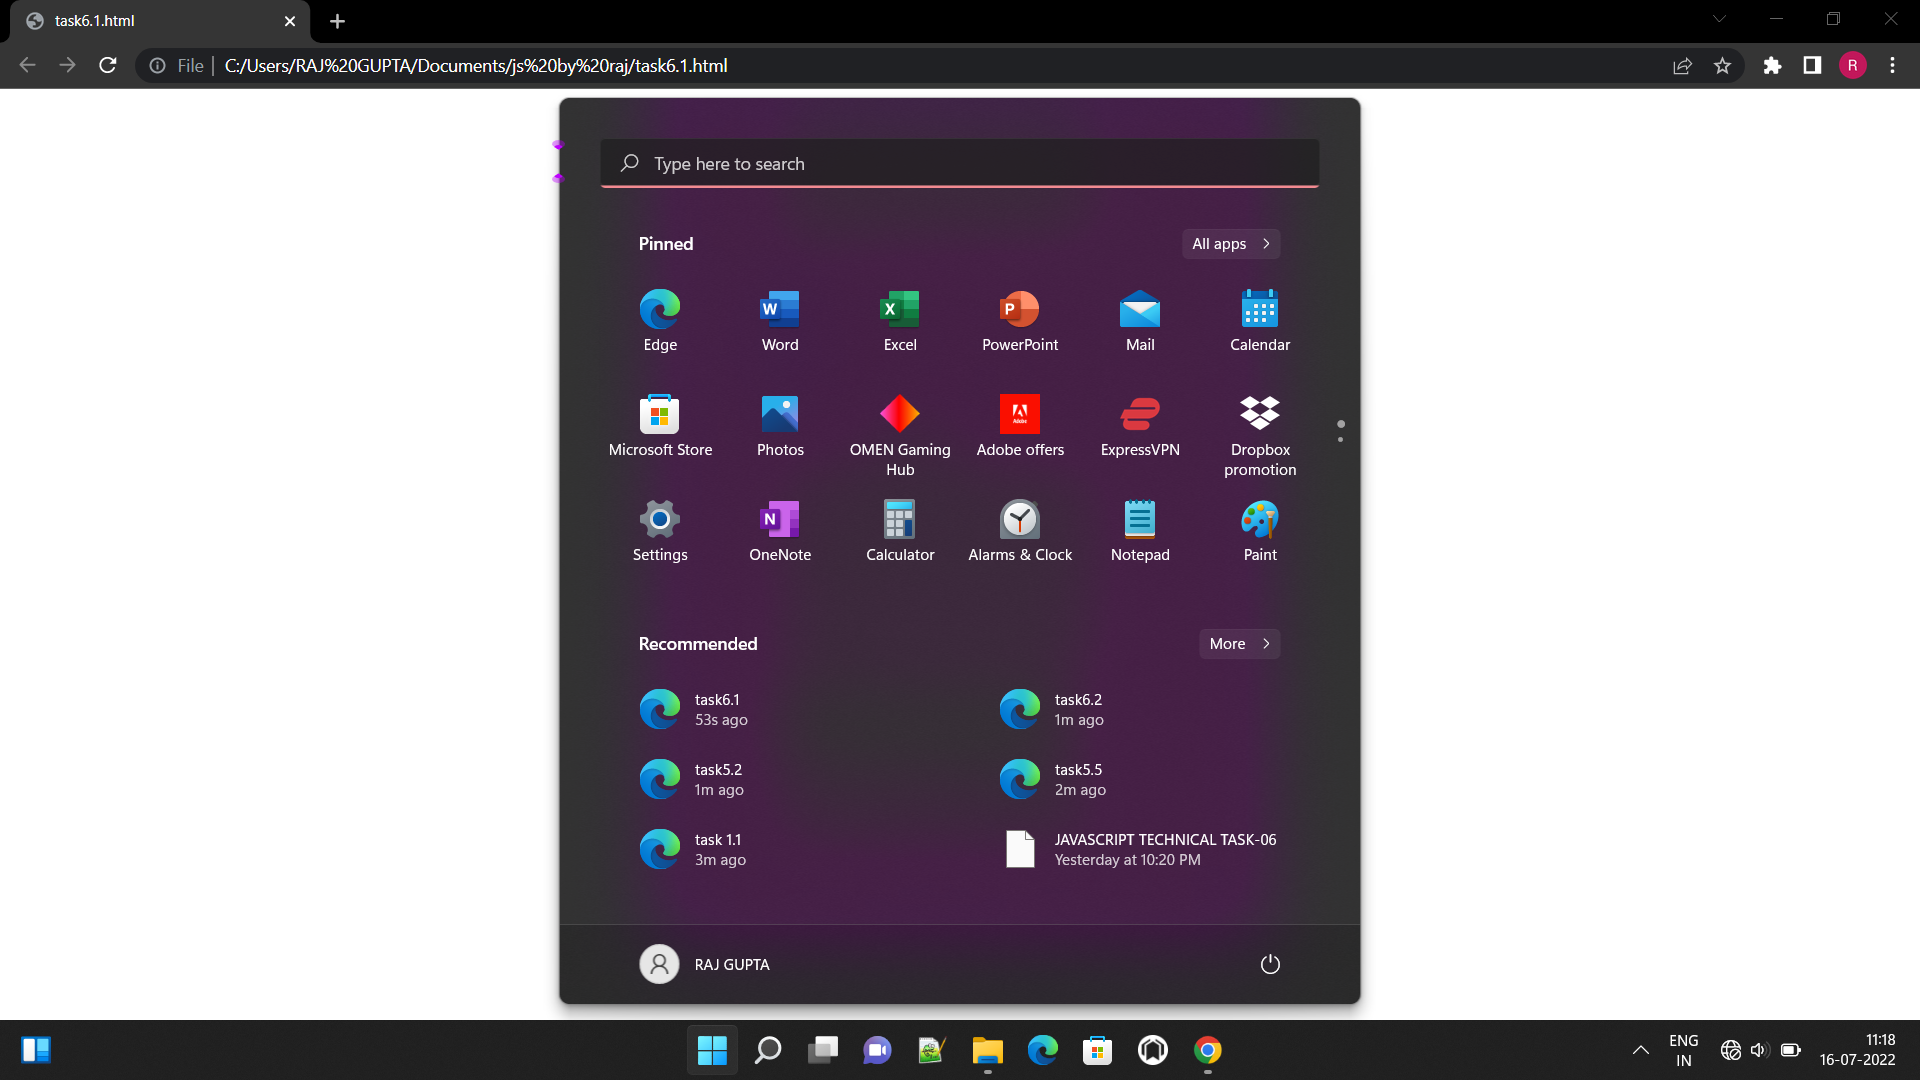 task6.1.html
File
C:/Users/RAJ%20GUPTA/Documents/js%20by%20raj/task6.1.html
R
Type here to search
Pinned
All apps
Edge
Word
Excel
PowerPoint
Mail
Calendar
Microsoft Store
Photos
OMEN Gaming
Hub
Adobe offers
ExpressVPN
Dropbox
promotion
Settings
OneNote
Calculator
Alarms & Clock
Notepad
Paint
Recommended
More
task6.1
53s ago
task6.2
1m ago
task5.2
1m ago
task5.5
2m ago
task 1.1
3m ago
JAVASCRIPT TECHNICAL TASK-06
Yesterday at 10:20 PM
RAJ GUPTA
ENG
IN
11:18
16-07-2022